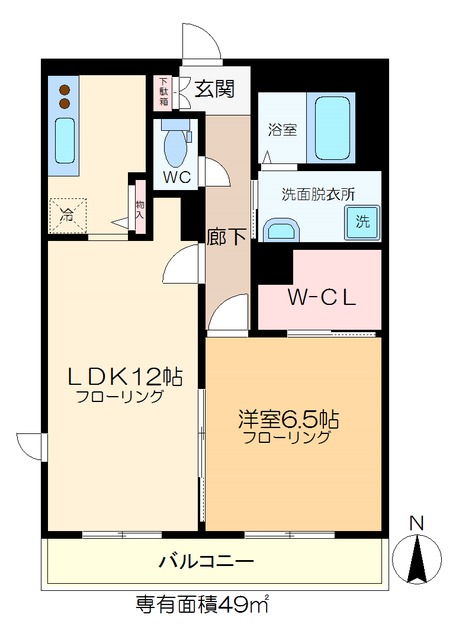 下駄箱
玄関
浴室
WC
洗面脱衣所
物入
冷
洗
廊下
W-CL
LDK12帖
フローリング
洋室6.5帖
フローリング
N
バルコニー
専有面積49㎡